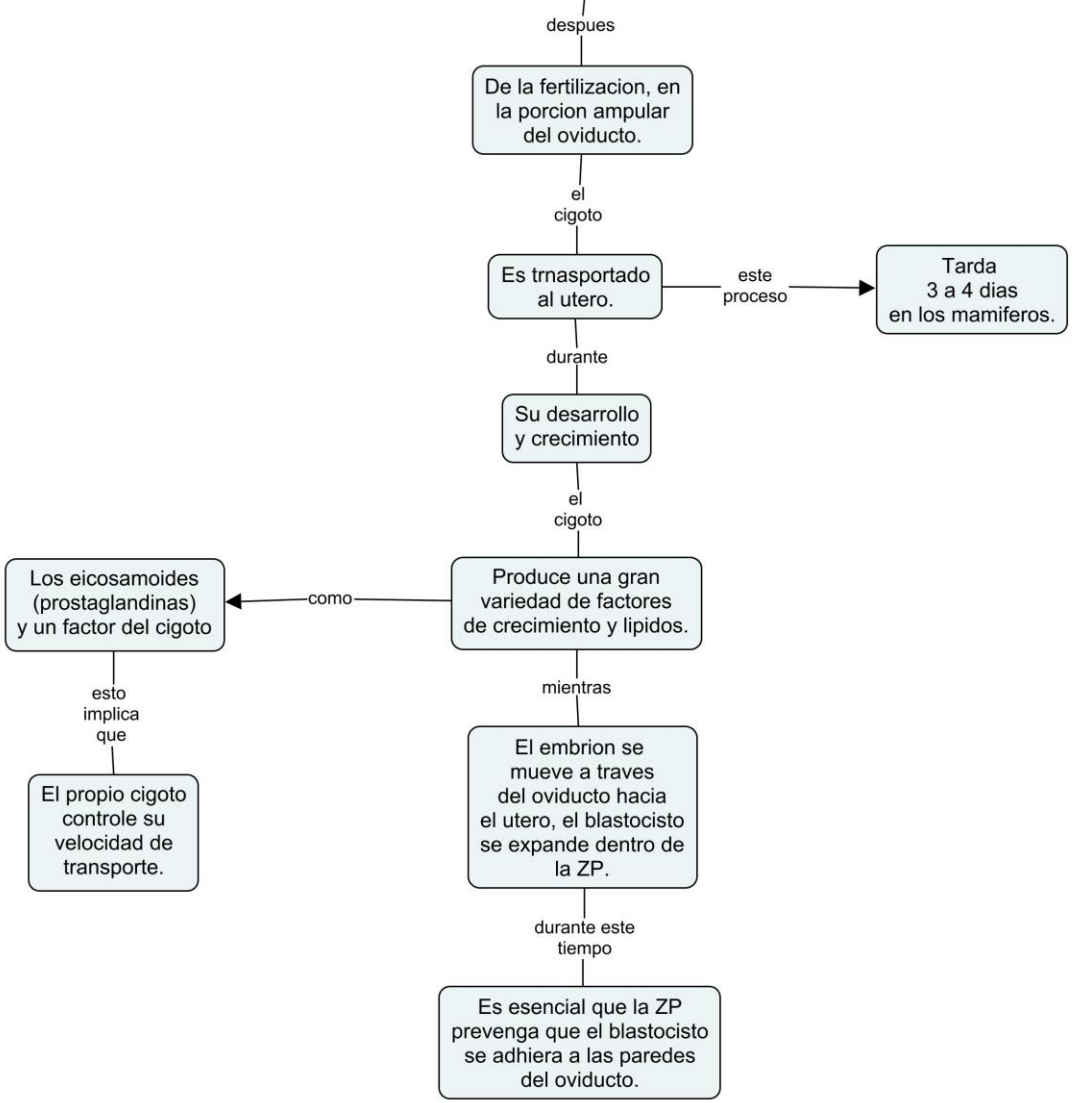 despues
De la fertilizacion, en
la porcion ampular
del oviducto.
el
cigoto
Es trnasportado
al utero.
este
proceso
Tarda
3 a 4 dias
en los mamiferos.
durante
Su desarrollo
y crecimiento
el
cigoto
Produce una gran
variedad de factores
de crecimiento y lipidos.
como
Los eicosamoides
(prostaglandinas)
y un factor del cigoto
esto
implica
que
El propio cigoto
controle su
velocidad de
transporte.
mientras
El embrion se
mueve a traves
del oviducto hacia
el utero, el blastocisto
se expande dentro de
la ZP.
durante este
tiempo
Es esencial que la ZP
prevenga que el blastocisto
se adhiera a las paredes
del oviducto.